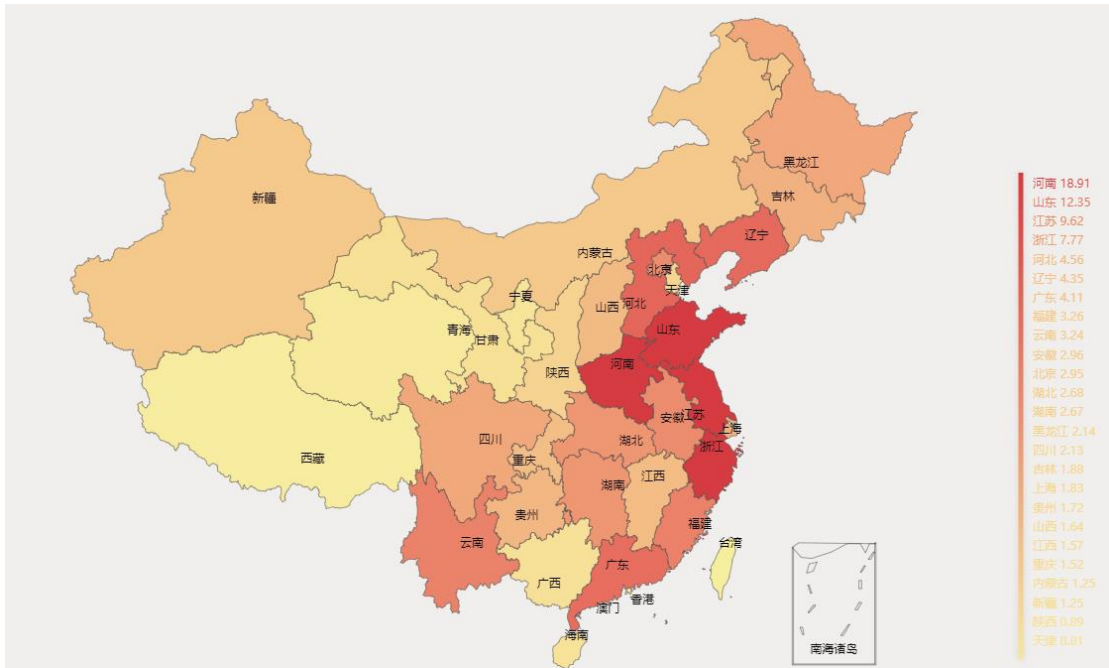 黑龙江
吉林
新疆
辽宁
内蒙古
北京
天津
宁夏
山西
河北
青海
甘肃
山东
河南
陕西
安徽
江苏
上海
浙江
四川
湖北
重庆
西藏
江西
湖南
贵州
福建
云南
台湾
广东
广西
香港
澳门
海南
南海诸岛
河南 18.91
山东 12.35
江苏 9.62
浙江 7.77
河北 4.56
辽宁 4.35
广东 4.11
福建 3.26
云南 3.24
安徽 2.96
北京 2.95
湖北 2.68
湖南 2.67
黑龙江 2.14
四川 2.13
吉林 1.88
上海 1.83
贵州 1.72
山西 1.64
江西 1.57
重庆 1.52
内蒙古 1.25
新疆 1.25
陕西 0.89
天津 0.81